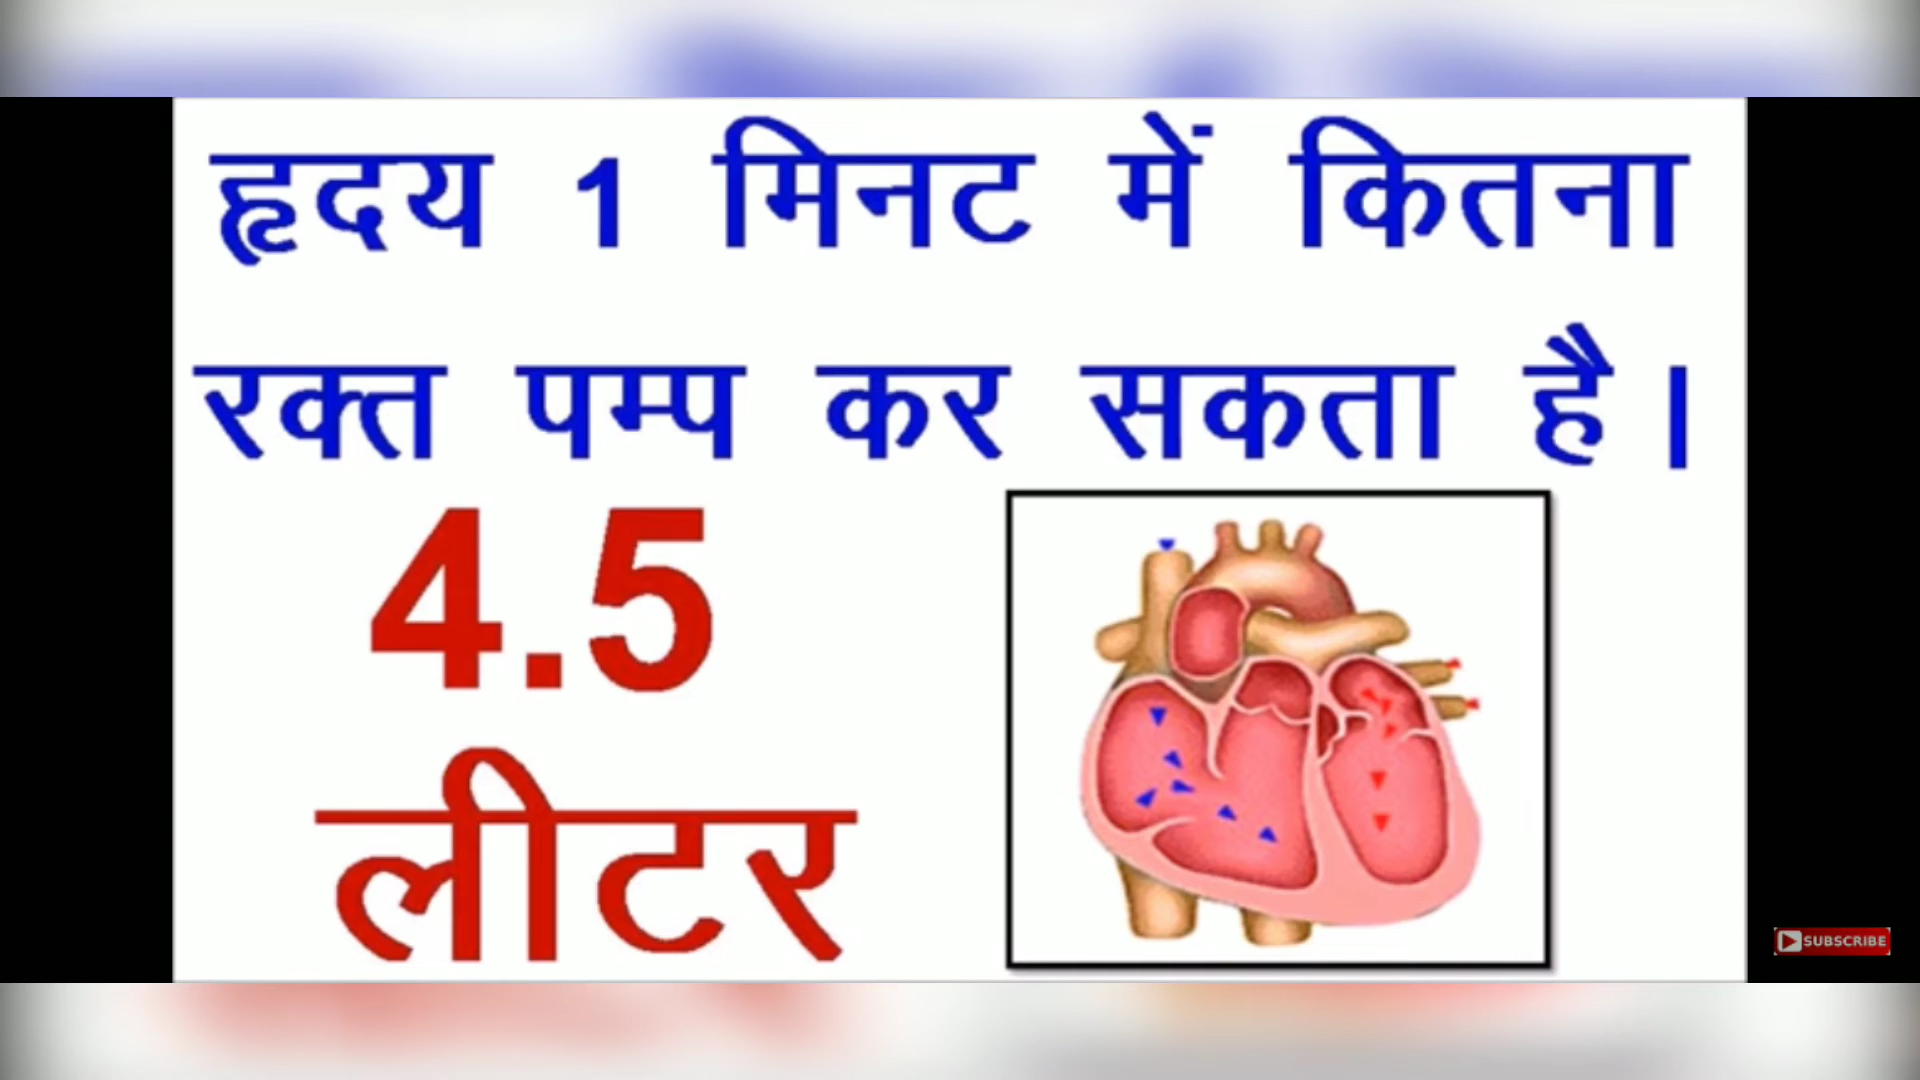 हृदय 1 मिनट में कितना
रक्त पम्प कर सकता है।
4.5
लीटर
SUBSCRIBE